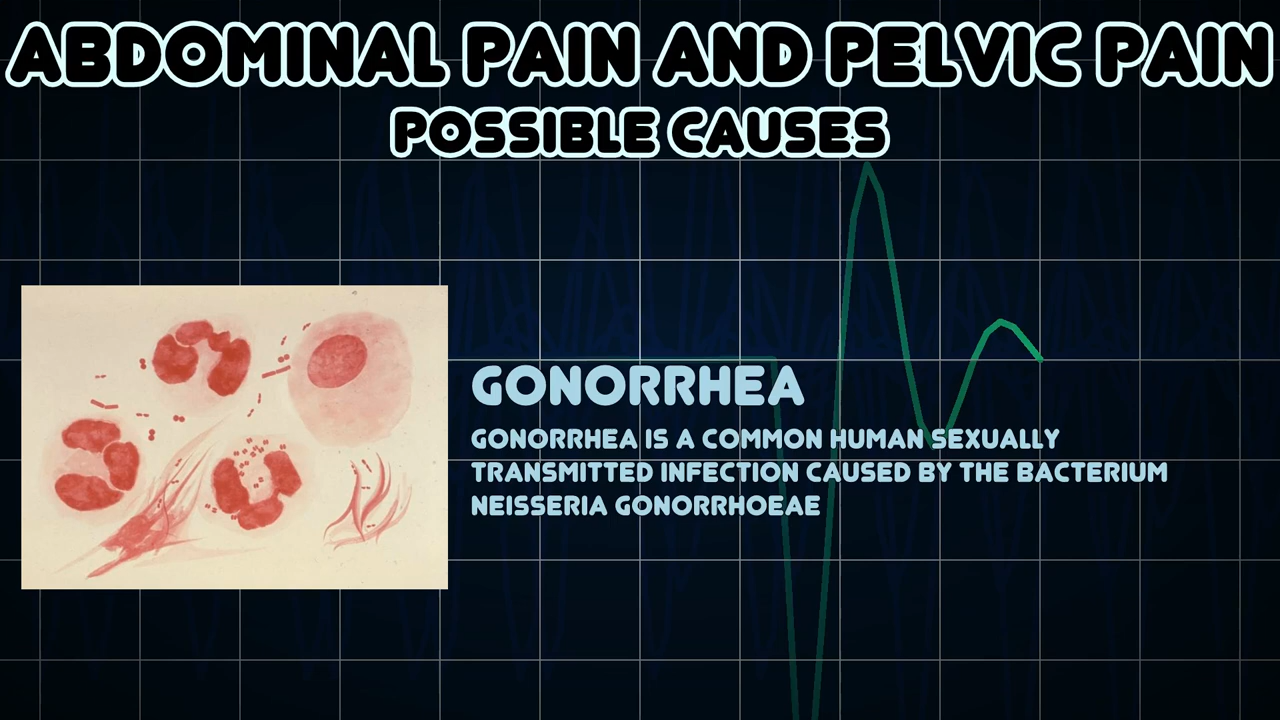 ABDOMINAL PAIN AND PELVIC PAIN
POSSIBLE CAUSES
GONORRHEA
GONORRHEA IS A COMMON HUMAN SEXUALLY
TRANSMITTED INFECTION CAUSED BY THE BACTERIUM
NEISSERIA GONORRHOEAE